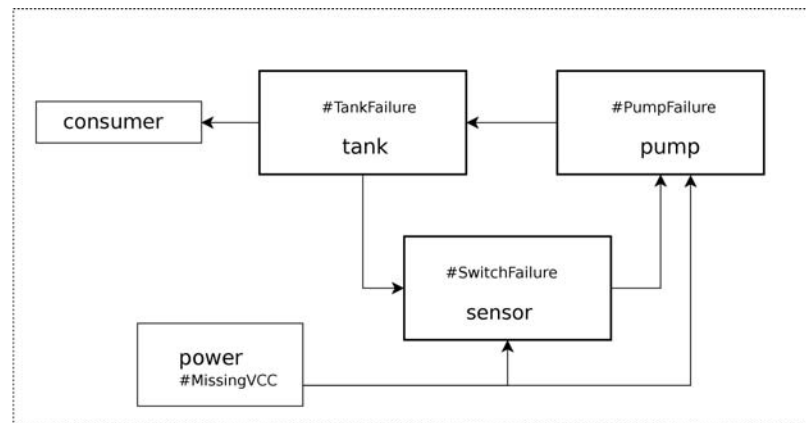 #TankFailure
tank
#PumpFailure
pump
consumer
#SwitchFailure
sensor
power
#MissingVCC